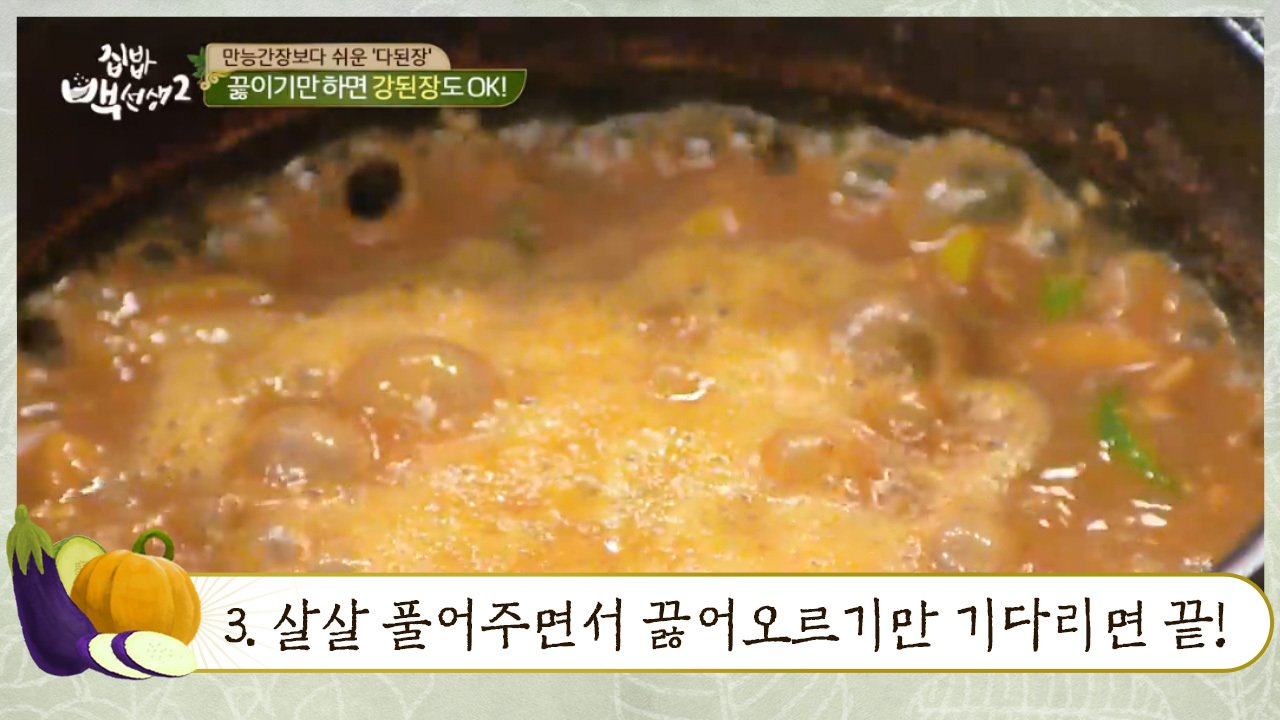 집밥
백선생2
만능간장보다 쉬운 '다된장'
끓이기만 하면 강된장도 OK!
3. 살살 풀어주면서 끓어오르기만 기다리면 끝!